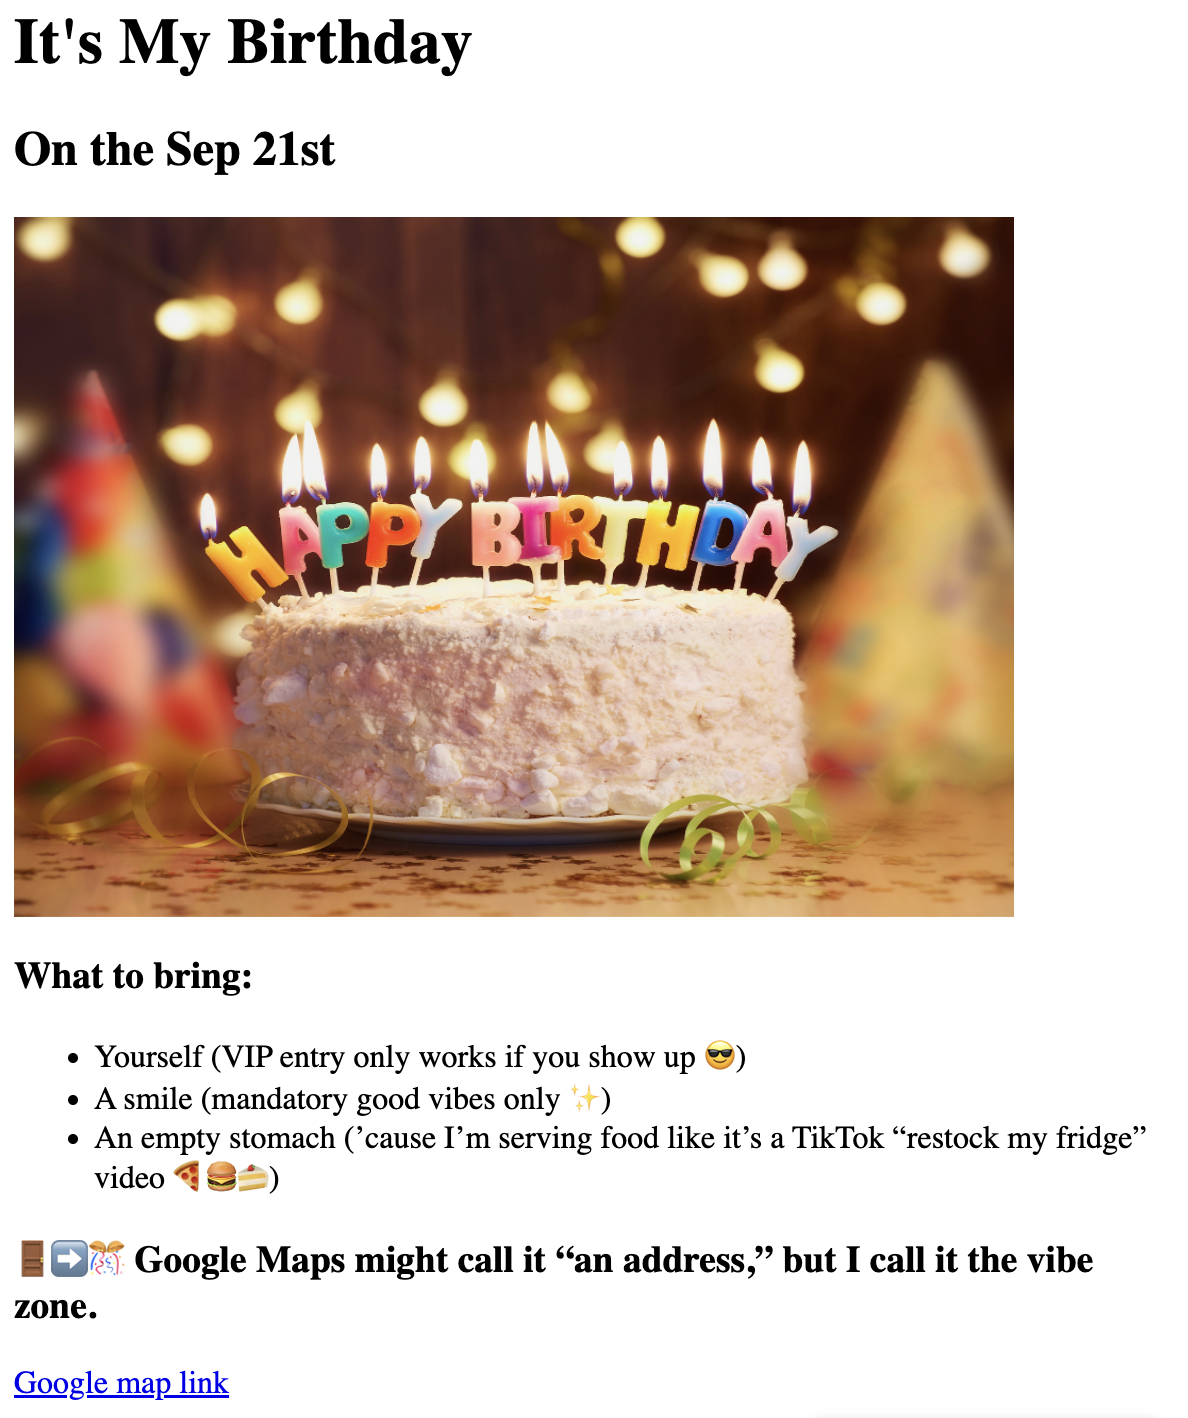 It's My Birthday
On the Sep 21st
HAPPY BIRTHDAY
What to bring:
• Yourself (VIP entry only works if you show up 😎)
• A smile (mandatory good vibes only ✨)
• An empty stomach (’cause I’m serving food like it’s a TikTok “restock my fridge”
video 🍕🍔🍰)
🚪➡️🎊 Google Maps might call it “an address,” but I call it the vibe
zone.
Google map link